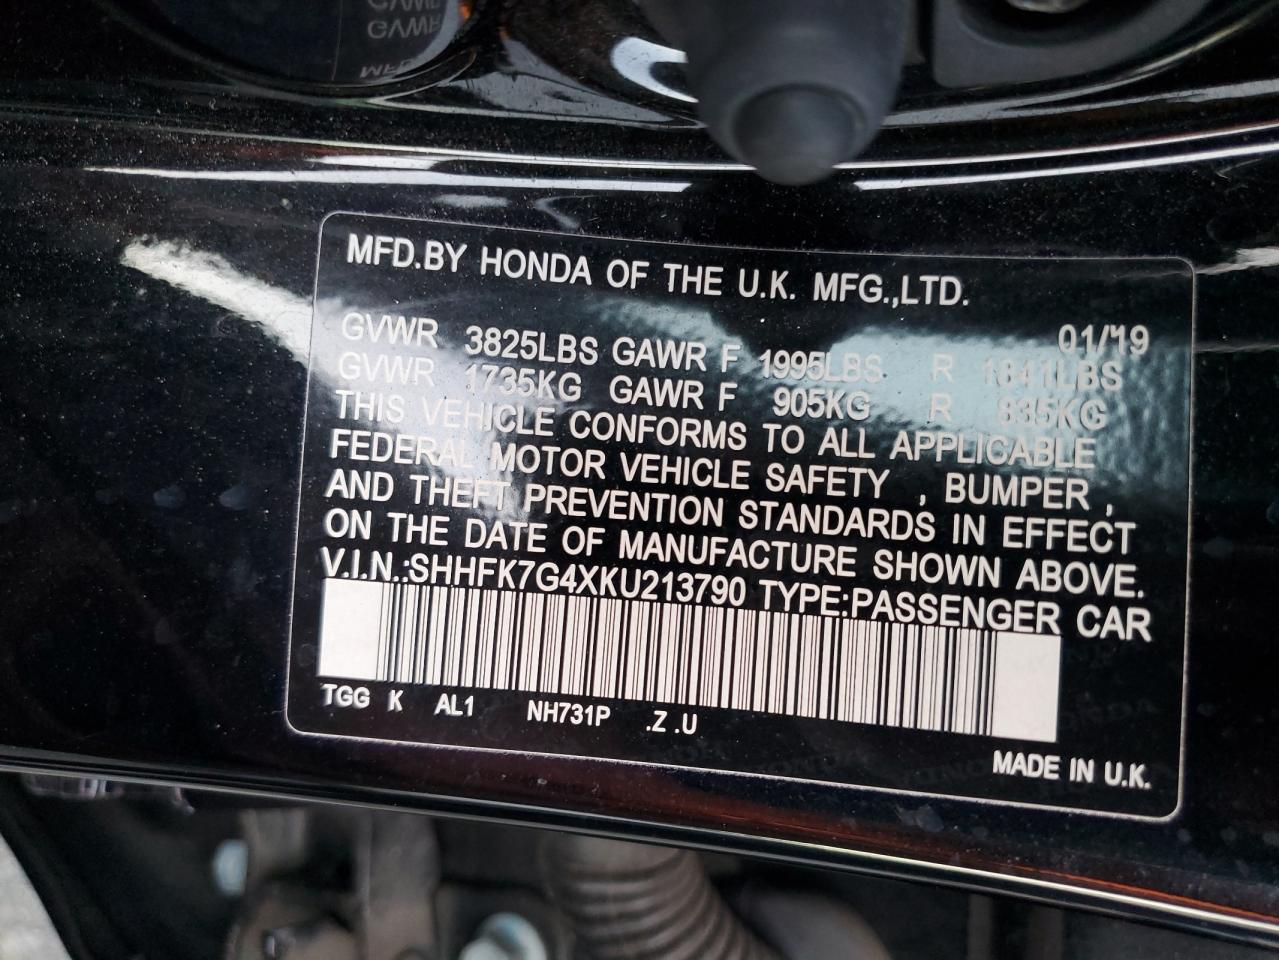 MFD.BY HONDA OF THE U.K. MFG.,LTD.
01/'19
GVWR 3825LBS GAWR F 1995LBS R 1841LBS
GVWR 1735KG GAWR F 905KG R 835KG
THIS VEHICLE CONFORMS TO ALL APPLICABLE
FEDERAL MOTOR VEHICLE SAFETY , BUMPER ,
AND THEFT PREVENTION STANDARDS IN EFFECT
ON THE DATE OF MANUFACTURE SHOWN ABOVE.
V.I.N.:SHHFK7G4XKU213790 TYPE:PASSENGER CAR
TGG K AL1 NH731P .Z .U
MADE IN U.K.